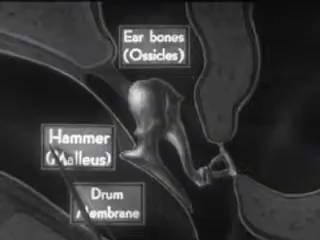 Ear bones
(Ossicles)
Hammer
(Malleus)
Drum
Membrane